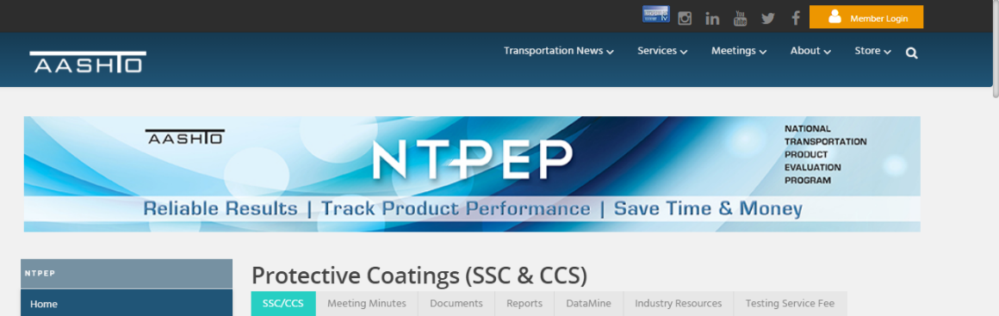 Member Login
AASHTO
Transportation News Services Meetings About Store
AASHTO
NTPEP
NATIONAL
TRANSPORTATION
PRODUCT
EVALUATION
PROGRAM
Reliable Results | Track Product Performance | Save Time & Money
NTPEP
Home
Protective Coatings (SSC & CCS)
SSC/CCS Meeting Minutes Documents Reports DataMine Industry Resources Testing Service Fee